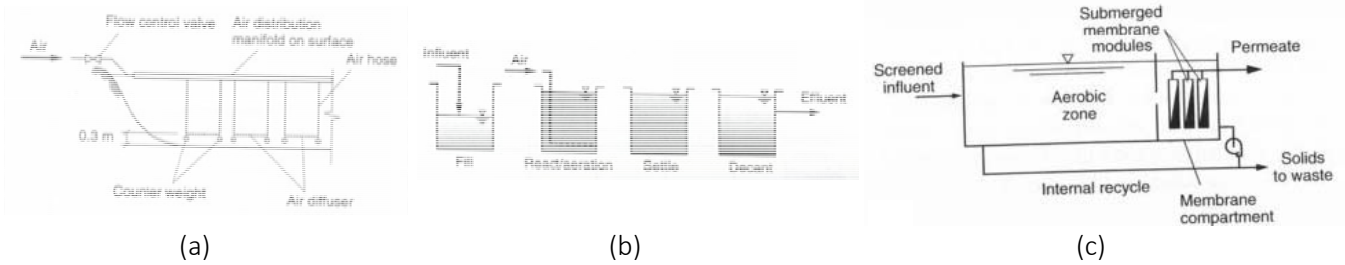 Flow control valve
Air distribution
manifold on surface
Air
Air hose
0.3 m
Counter weight
Air diffuser
(a)
Influent
Air
Effluent
Fill
React/aeration
Settle
Decant
(b)
Submerged
membrane
modules
Permeate
Screened
influent
Aerobic
zone
Solids
to waste
Internal recycle
Membrane
compartment
(c)